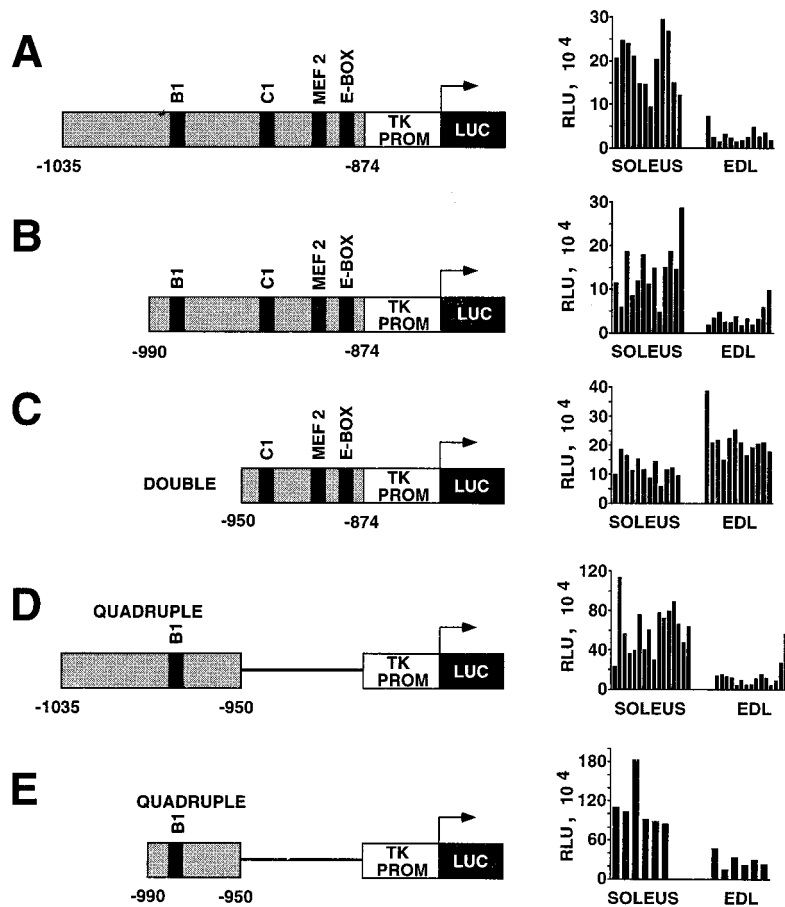 A
B1
C1
MEF 2
E-BOX
TK
PROM
LUC
-1035
-874
RLU, 10 4
30
20
10
0
SOLEUS
EDL
B
B1
C1
MEF 2
E-BOX
TK
PROM
LUC
-990
-874
RLU, 10 4
30
20
10
0
SOLEUS
EDL
C
DOUBLE
C1
MEF 2
E-BOX
TK
PROM
LUC
-950
-874
RLU, 10 4
40
30
20
10
0
SOLEUS
EDL
D
QUADRUPLE
B1
TK
PROM
LUC
-1035
-950
RLU, 10 4
120
80
40
0
SOLEUS
EDL
E
QUADRUPLE
B1
TK
PROM
LUC
-990
-950
RLU, 10 4
180
120
60
0
SOLEUS
EDL